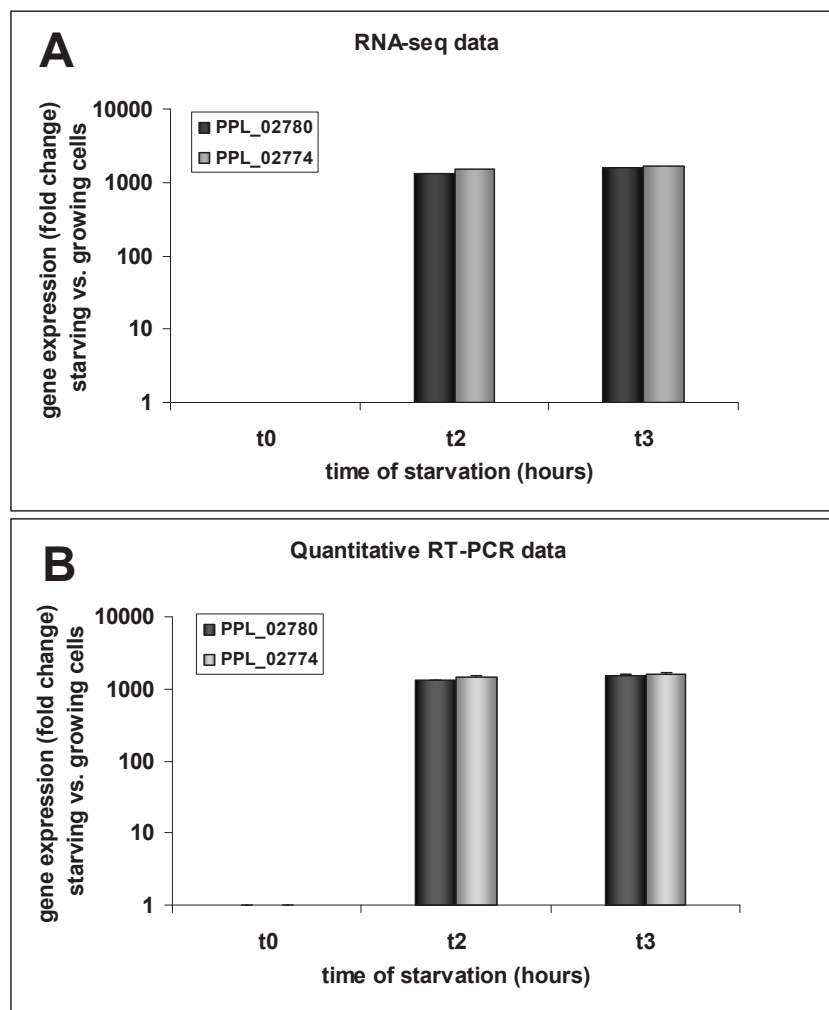 A
RNA-seq data
gene expression (fold change)
starving vs. growing cells
10000
1000
100
10
1
PPL_02780
PPL_02774
t0 t2 t3
time of starvation (hours)
B
Quantitative RT-PCR data
gene expression (fold change)
starving vs. growing cells
10000
1000
100
10
1
PPL_02780
PPL_02774
t0 t2 t3
time of starvation (hours)